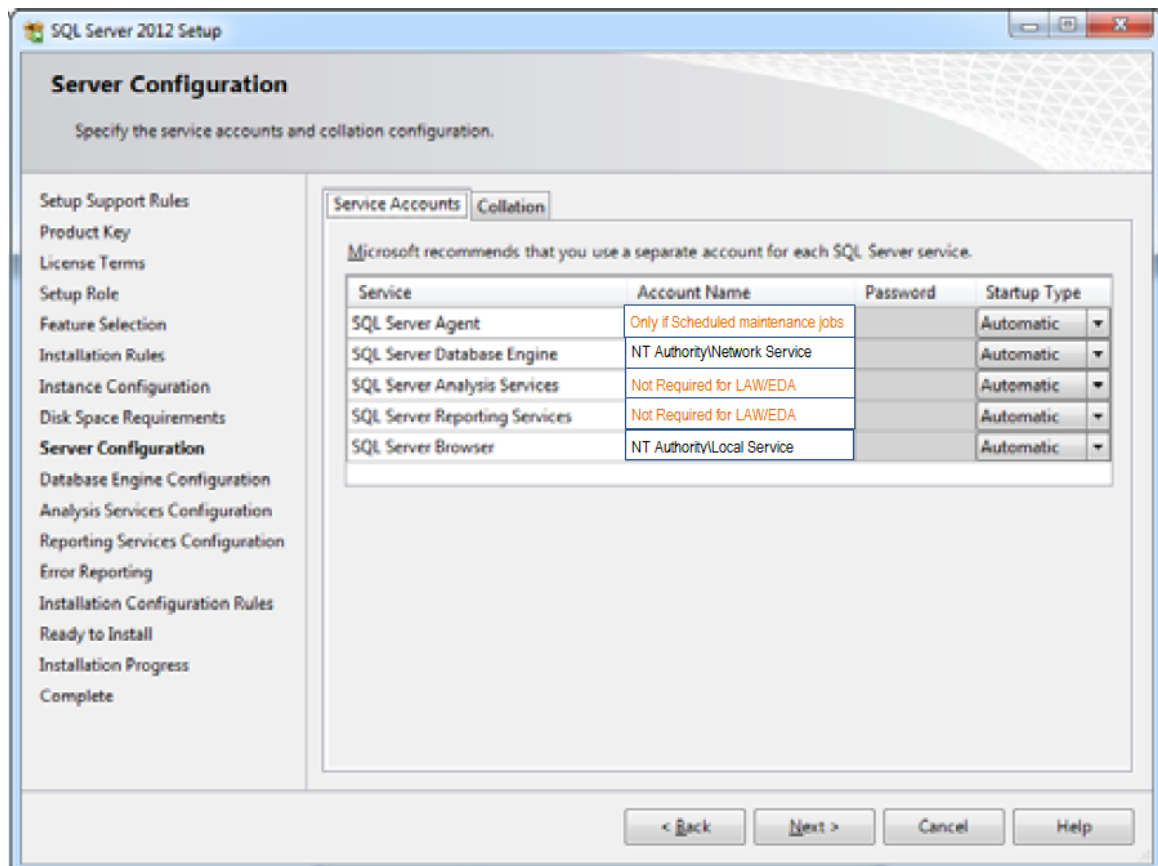 SQL Server 2012 Setup
Server Configuration
Specify the service accounts and collation configuration.
Setup Support Rules
Product Key
License Terms
Setup Role
Feature Selection
Installation Rules
Instance Configuration
Disk Space Requirements
Server Configuration
Database Engine Configuration
Analysis Services Configuration
Reporting Services Configuration
Error Reporting
Installation Configuration Rules
Ready to Install
Installation Progress
Complete
Service Accounts Collation
Microsoft recommends that you use a separate account for each SQL Server service.
Service Account Name Password Startup Type
SQL Server Agent Only if Scheduled maintenance jobs Automatic
SQL Server Database Engine NT Authority\Network Service Automatic
SQL Server Analysis Services Not Required for LAW/EDA Automatic
SQL Server Reporting Services Not Required for LAW/EDA Automatic
SQL Server Browser NT Authority\Local Service Automatic
< Back Next > Cancel Help